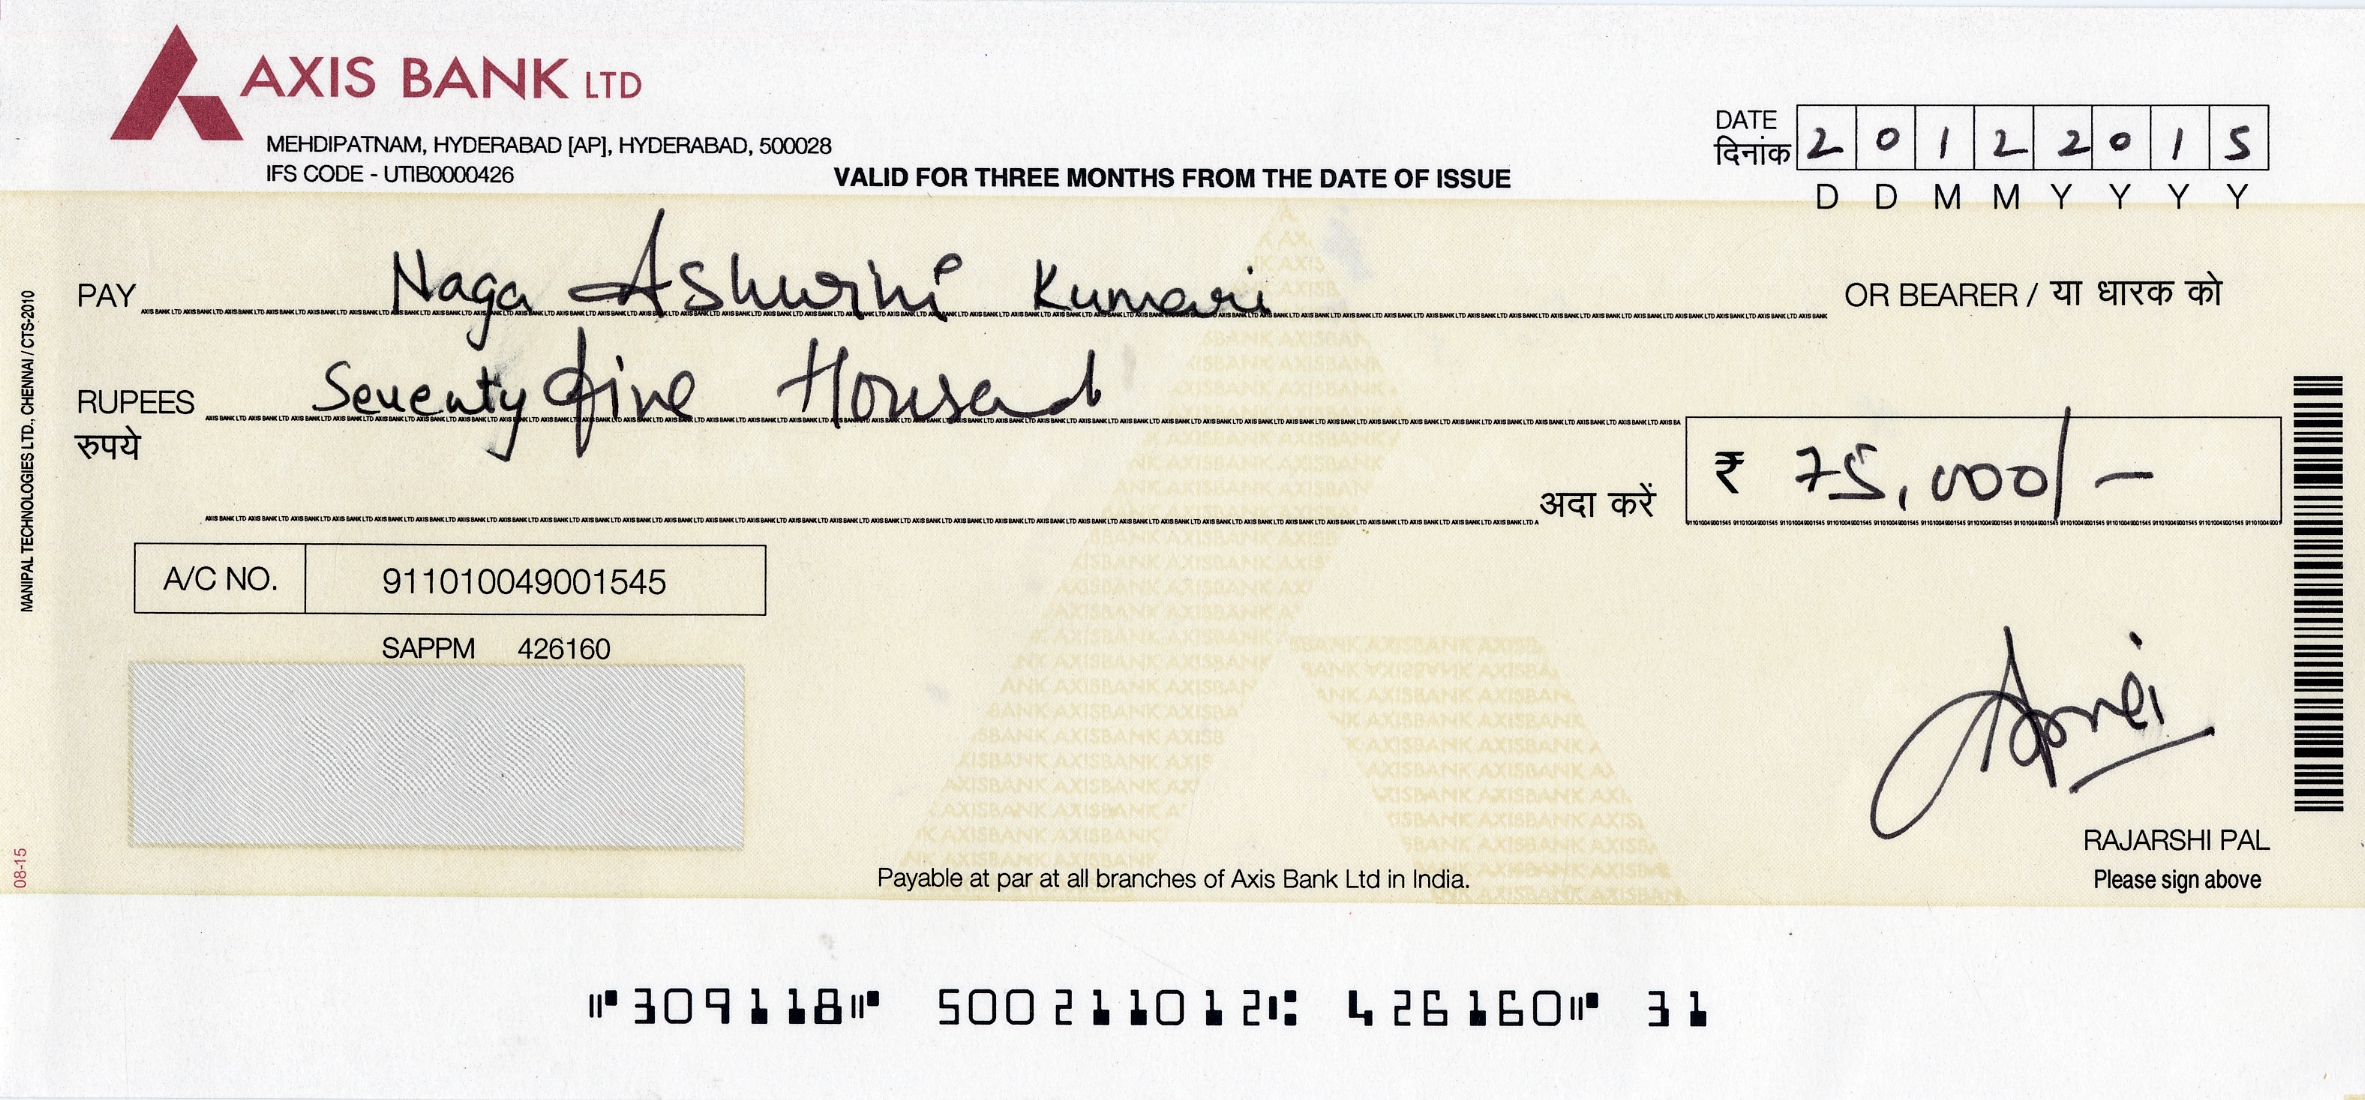 AXIS BANK LTD
MEHDIPATNAM, HYDERABAD [AP], HYDERABAD, 500028
IFS CODE - UTIB0000426
VALID FOR THREE MONTHS FROM THE DATE OF ISSUE
DATE
दिनांक 2 0 1 2 2 0 1 5
D D M M Y Y Y Y
PAY Naga Ashwini Kumari OR BEARER / या धारक को
RUPEES Seventy five Thousand
रुपये
अदा करें ₹ 75,000/-
A/C NO. 911010049001545
SAPPM 426160
VOID
RAJARSHI PAL
Please sign above
Payable at par at all branches of Axis Bank Ltd in India.
MANIPAL TECHNOLOGIES LTD., CHENNAI / CTS-2010
08-15
⑈309118⑈ 500211012⑆ 426160⑈ 31